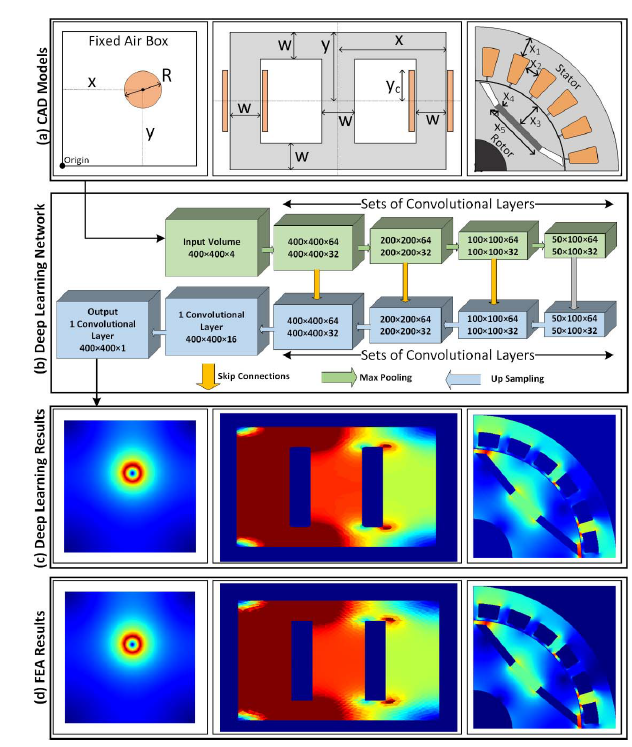 (a) CAD Models
Fixed Air Box
X
R
y
Origin
w
y
x
y_c
w
w
w
w
X₁
X₂
Stator
X₄
X₃
X₅
Rotor
(b) Deep Learning Network
Sets of Convolutional Layers
Input Volume
400×400×4
400×400×64
400×400×32
200×200×64
200×200×32
100×100×64
100×100×32
50×100×64
50×100×32
Output
1 Convolutional
Layer
400×400×1
1 Convolutional
Layer
400×400×16
400×400×64
400×400×32
200×200×64
200×200×32
100×100×64
100×100×32
50×100×64
50×100×32
Sets of Convolutional Layers
Skip Connections
Max Pooling
Up Sampling
(c) Deep Learning Results
(d) FEA Results